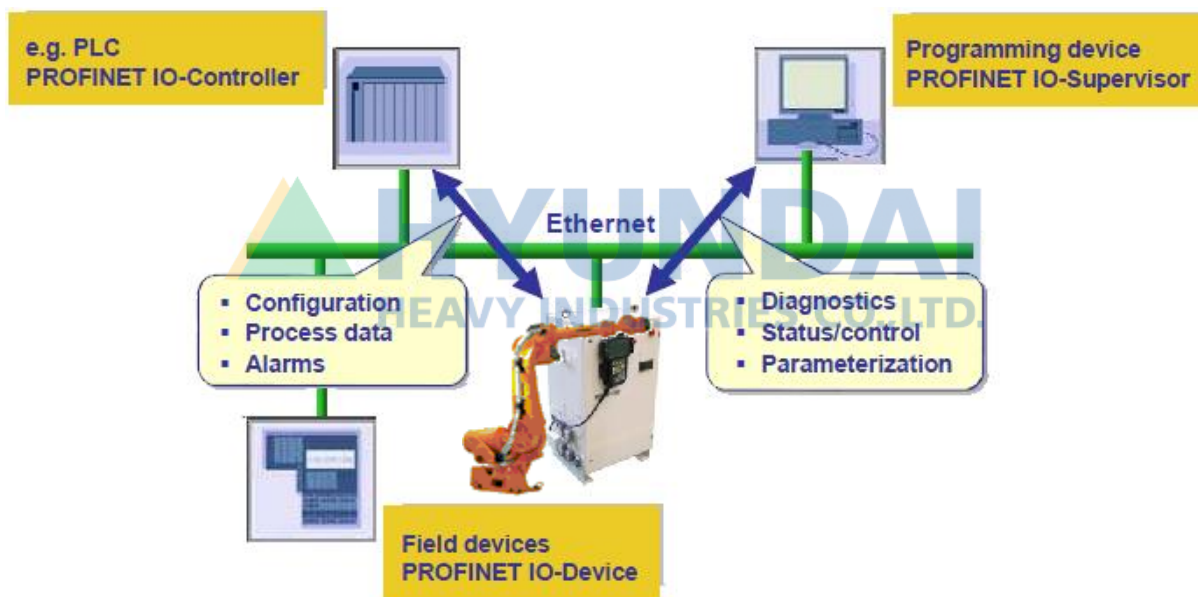 e.g. PLC
PROFINET IO-Controller
Programming device
PROFINET IO-Supervisor
HYUNDAI
HEAVY INDUSTRIES CO.,LTD.
Ethernet
▪ Configuration
▪ Process data
▪ Alarms
▪ Diagnostics
▪ Status/control
▪ Parameterization
Field devices
PROFINET IO-Device